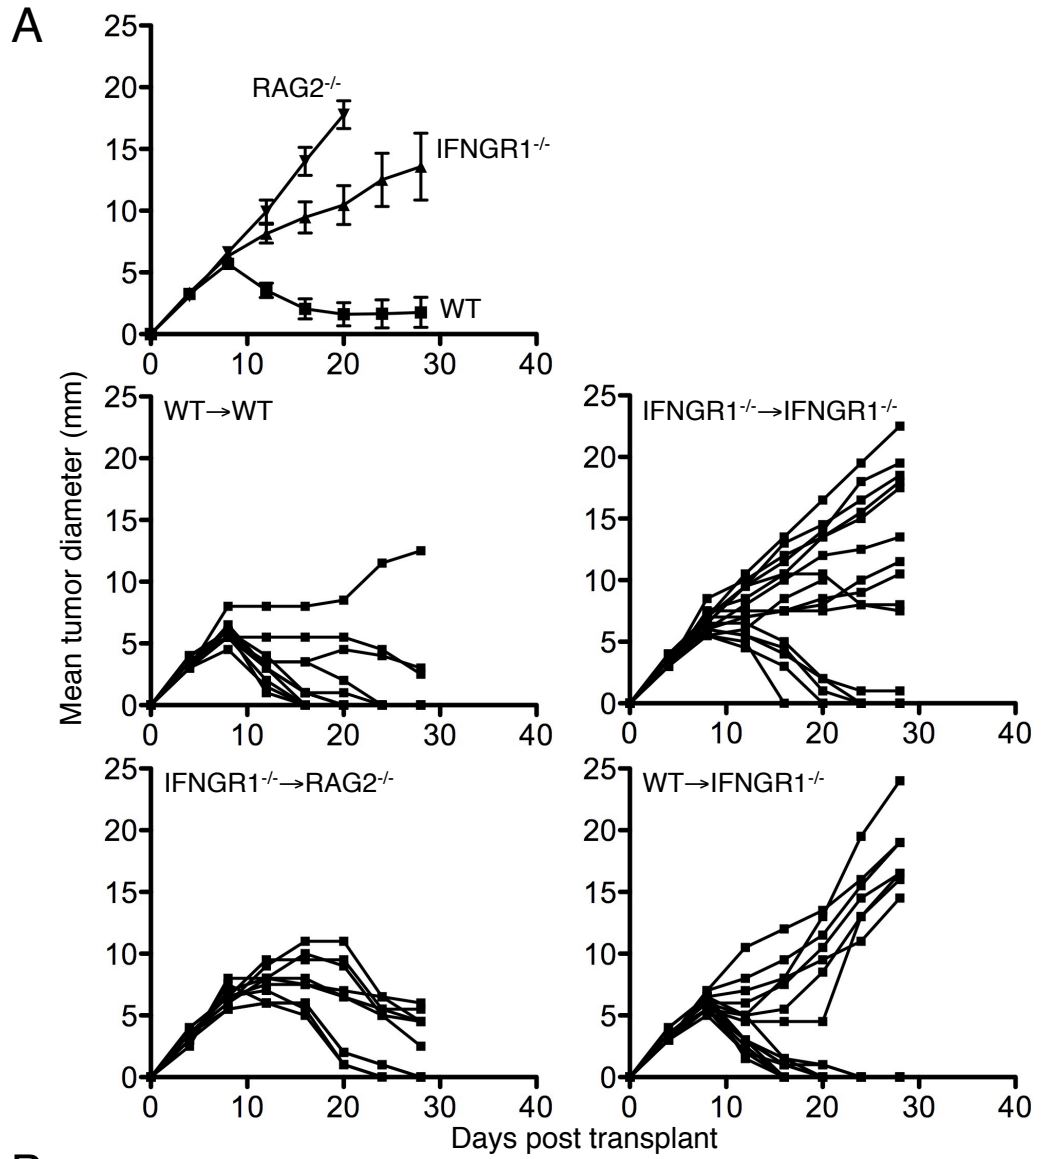 A
25
20
15
10
5
0
0 10 20 30 40
RAG2-/-
IFNGR1-/-
WT
Mean tumor diameter (mm)
25
20
15
10
5
0
0 10 20 30 40
WT→WT
25
20
15
10
5
0
0 10 20 30 40
IFNGR1-/-→IFNGR1-/-
25
20
15
10
5
0
0 10 20 30 40
IFNGR1-/-→RAG2-/-
25
20
15
10
5
0
0 10 20 30 40
WT→IFNGR1-/-
Days post transplant